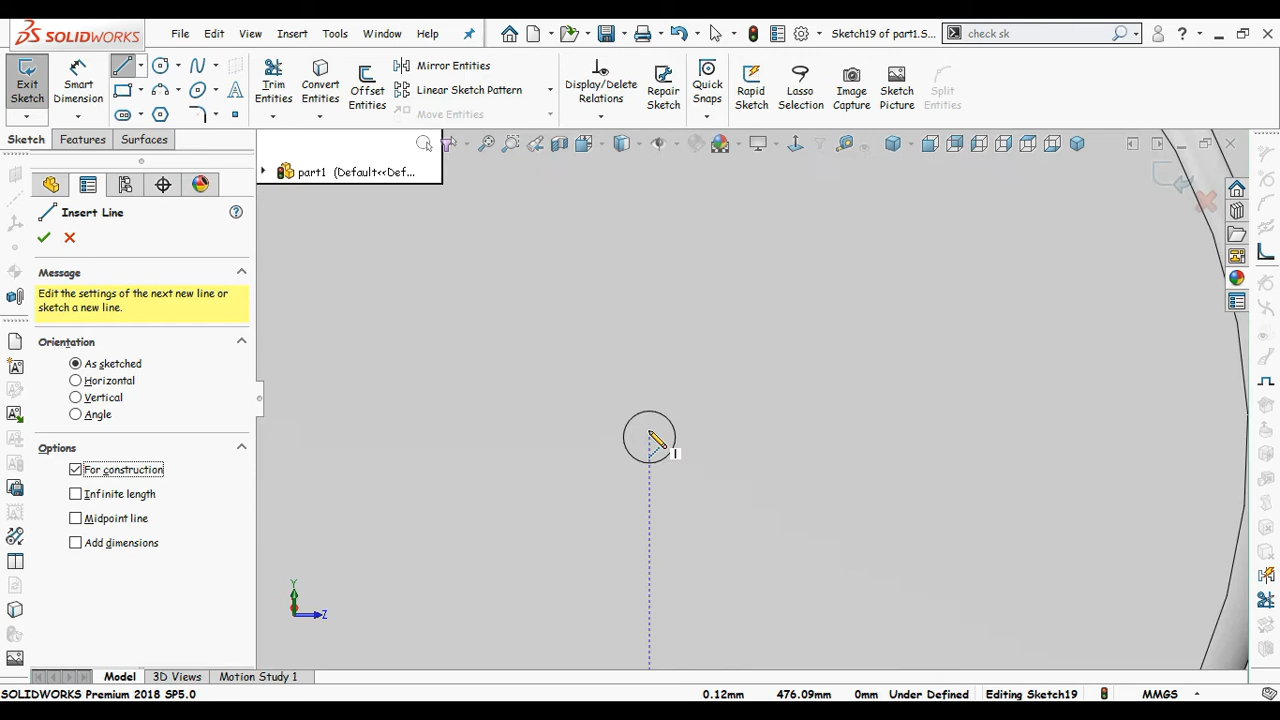 SOLIDWORKS
File Edit View Insert Tools Window
Sketch19 of part1.S...
check sk
?
Exit Sketch
Smart Dimension
Trim Entities
Convert Entities
Offset Entities
Mirror Entities
Linear Sketch Pattern
Move Entities
Display/Delete Relations
Repair Sketch
Quick Snaps
Rapid Sketch
Lasso Selection
Image Capture
Sketch Picture
Split Entities
Sketch Features Surfaces
part1 (Default<<Def...
Insert Line
?
Message
Edit the settings of the next new line or
sketch a new line.
Orientation
As sketched
Horizontal
Vertical
Angle
Options
For construction
Infinite length
Midpoint line
Add dimensions
Y
Z
Model 3D Views Motion Study 1
SOLIDWORKS Premium 2018 SP5.0
0.12mm 476.09mm 0mm Under Defined Editing Sketch19 MMGS